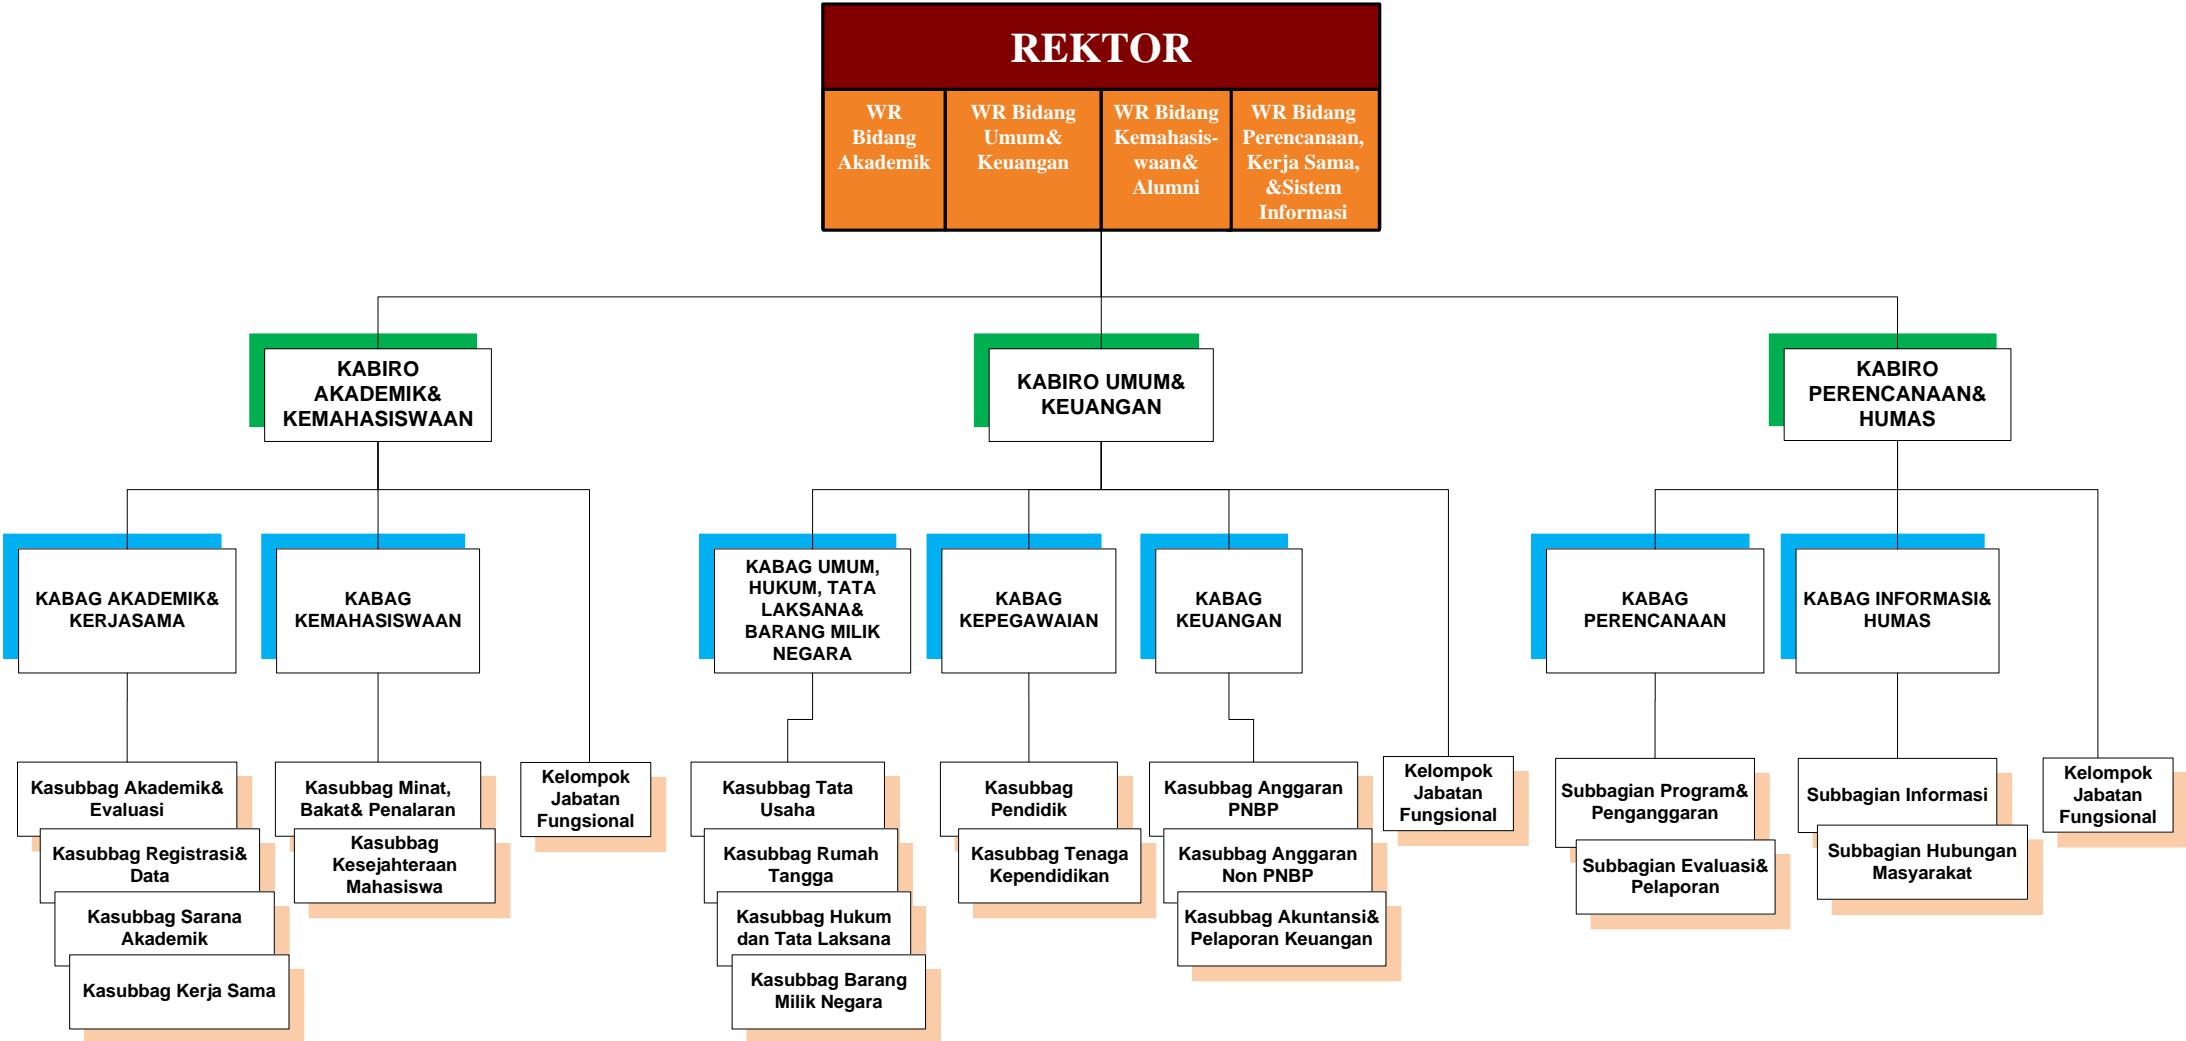 REKTOR
WR
Bidang
Akademik
WR Bidang
Umum&
Keuangan
WR Bidang
Kemahasis-
waan&
Alumni
WR Bidang
Perencanaan,
Kerja Sama,
&Sistem
Informasi
KABIRO
AKADEMIK&
KEMAHASISWAAN
KABIRO UMUM&
KEUANGAN
KABIRO
PERENCANAAN&
HUMAS
KABAG AKADEMIK&
KERJASAMA
KABAG
KEMAHASISWAAN
KABAG UMUM,
HUKUM, TATA
LAKSANA&
BARANG MILIK
NEGARA
KABAG
KEPEGAWAIAN
KABAG
KEUANGAN
KABAG
PERENCANAAN
KABAG INFORMASI&
HUMAS
Kasubbag Akademik&
Evaluasi
Kasubbag Registrasi&
Data
Kasubbag Sarana
Akademik
Kasubbag Kerja Sama
Kasubbag Minat,
Bakat& Penalaran
Kasubbag
Kesejahteraan
Mahasiswa
Kelompok
Jabatan
Fungsional
Kasubbag Tata
Usaha
Kasubbag Rumah
Tangga
Kasubbag Hukum
dan Tata Laksana
Kasubbag Barang
Milik Negara
Kasubbag
Pendidik
Kasubbag Tenaga
Kependidikan
Kasubbag Anggaran
PNBP
Kasubbag Anggaran
Non PNBP
Kasubbag Akuntansi&
Pelaporan Keuangan
Kelompok
Jabatan
Fungsional
Subbagian Program&
Penganggaran
Subbagian Evaluasi&
Pelaporan
Subbagian Informasi
Subbagian Hubungan
Masyarakat
Kelompok
Jabatan
Fungsional